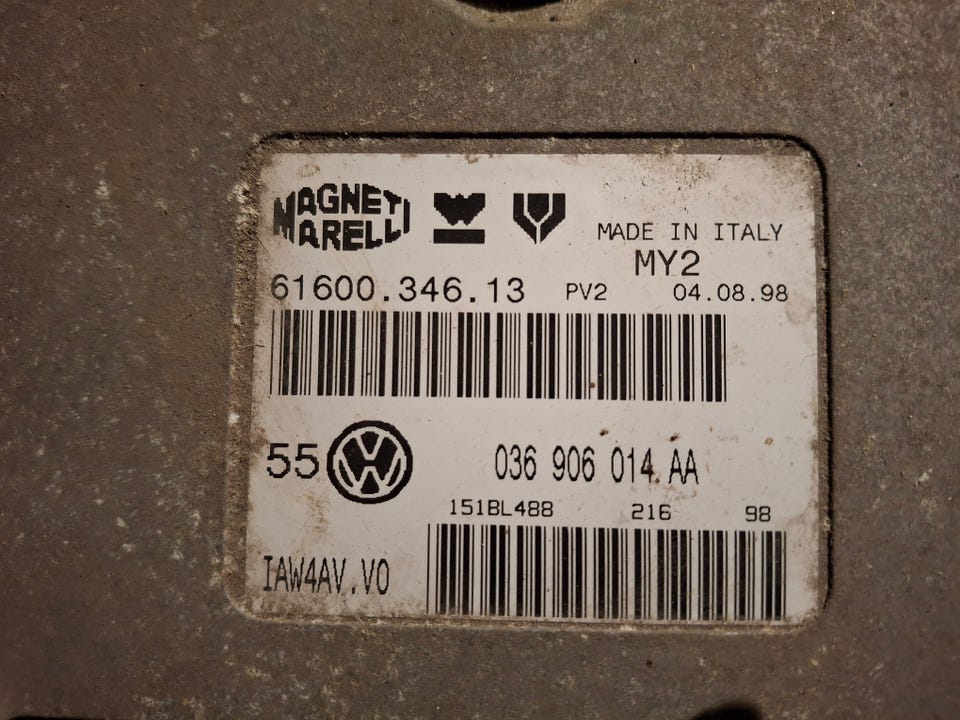 MAGNETI
MARELLI
MADE IN ITALY
MY2
61600.346.13 PV2 04.08.98
55 036 906 014 AA
151BL488 216 98
IAW4AV.V0